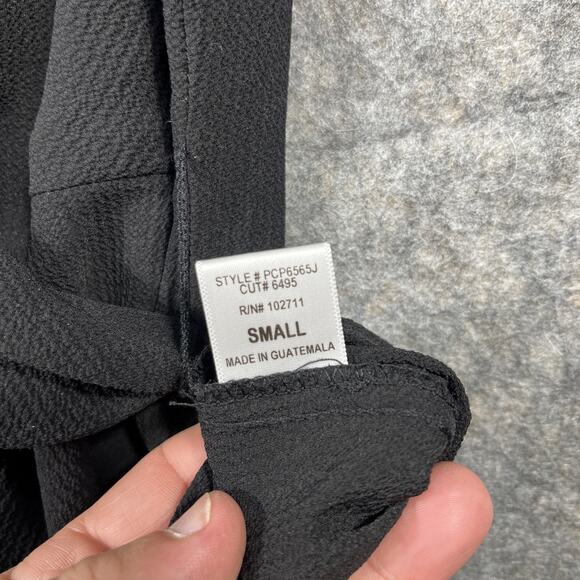 STYLE # PCP6565J
CUT# 6495
R/N# 102711
SMALL
MADE IN GUATEMALA